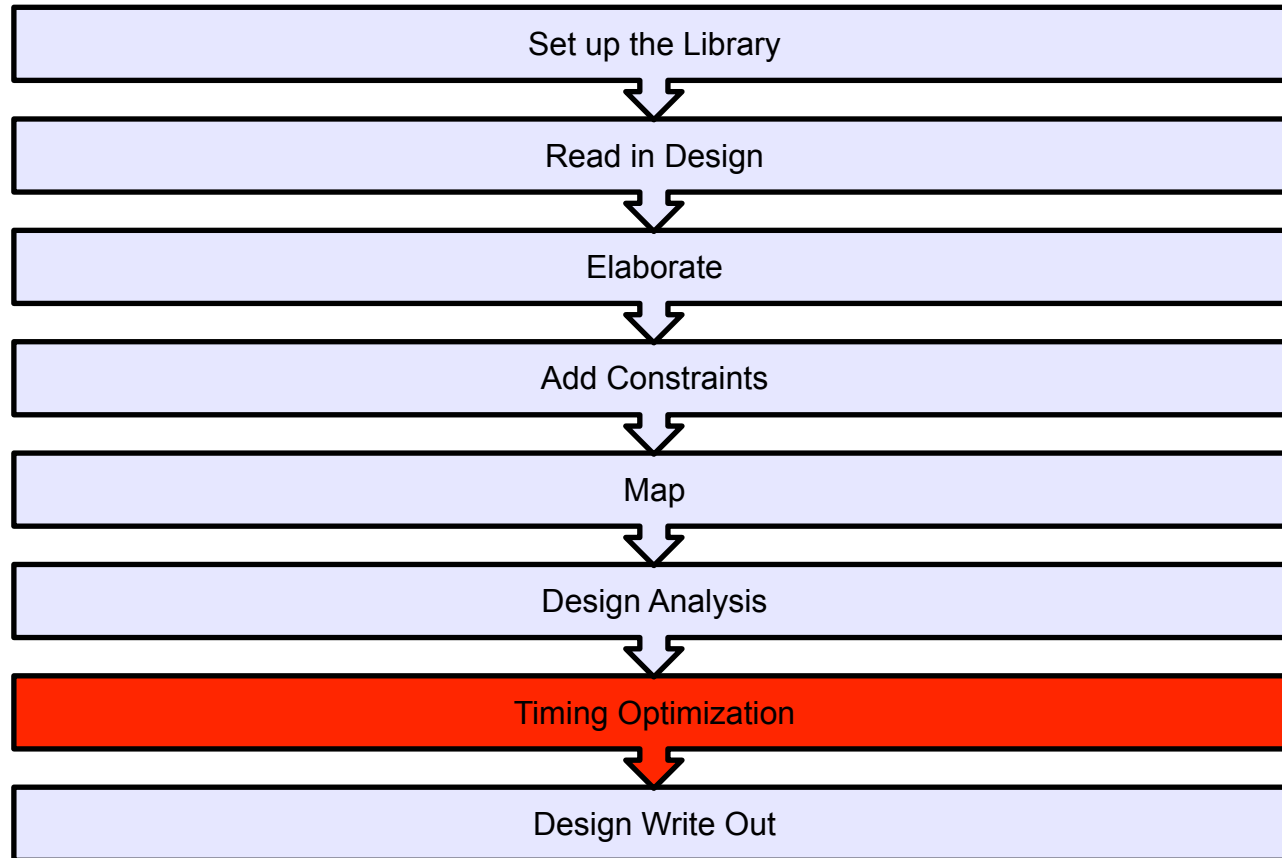 Set up the Library
Read in Design
Elaborate
Add Constraints
Map
Design Analysis
Timing Optimization
Design Write Out